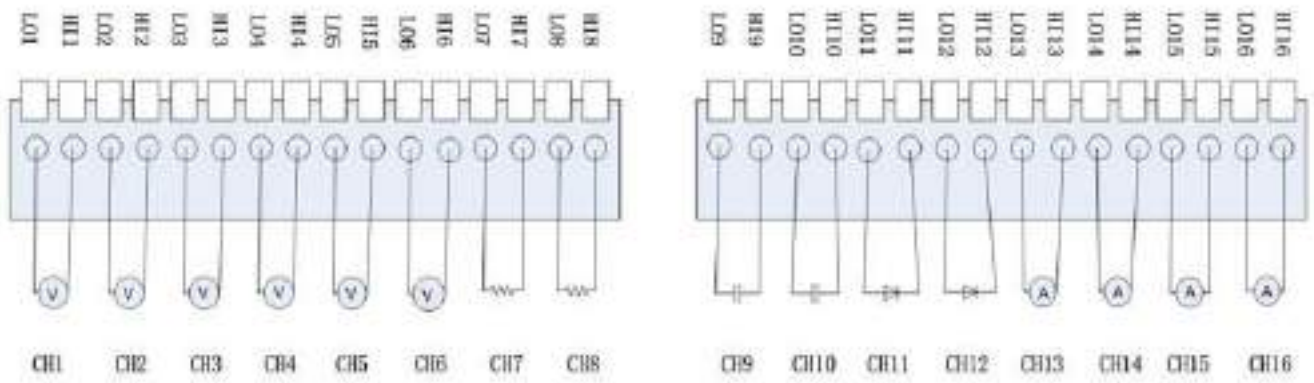 LO1 HI1 LO2 HI2 LO3 HI3 LO4 HI4 LO5 HI5 LO6 HI6 LO7 HI7 LO8 HI8
LO9 HI9 LO10 HI10 LO11 HI11 LO12 HI12 LO13 HI13 LO14 HI14 LO15 HI15 LO16 HI16
V V V V V V
A A A A
CH1 CH2 CH3 CH4 CH5 CH6 CH7 CH8
CH9 CH10 CH11 CH12 CH13 CH14 CH15 CH16